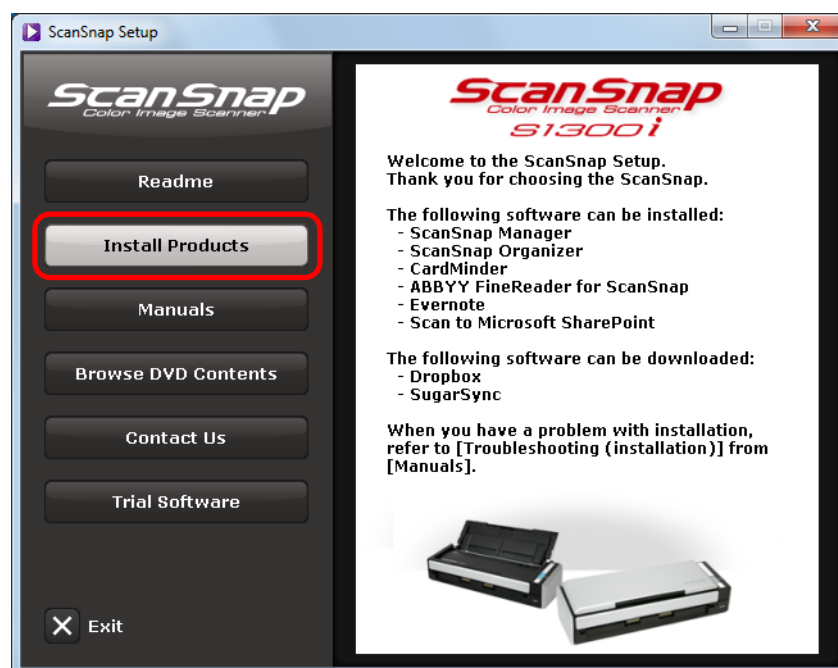 ScanSnap Setup
ScanSnap
Color Image Scanner
Readme
Install Products
Manuals
Browse DVD Contents
Contact Us
Trial Software
Exit
ScanSnap
Color Image Scanner
S1300i
Welcome to the ScanSnap Setup.
Thank you for choosing the ScanSnap.
The following software can be installed:
- ScanSnap Manager
- ScanSnap Organizer
- CardMinder
- ABBYY FineReader for ScanSnap
- Evernote
- Scan to Microsoft SharePoint
The following software can be downloaded:
- Dropbox
- SugarSync
When you have a problem with installation,
refer to [Troubleshooting (installation)] from
[Manuals].